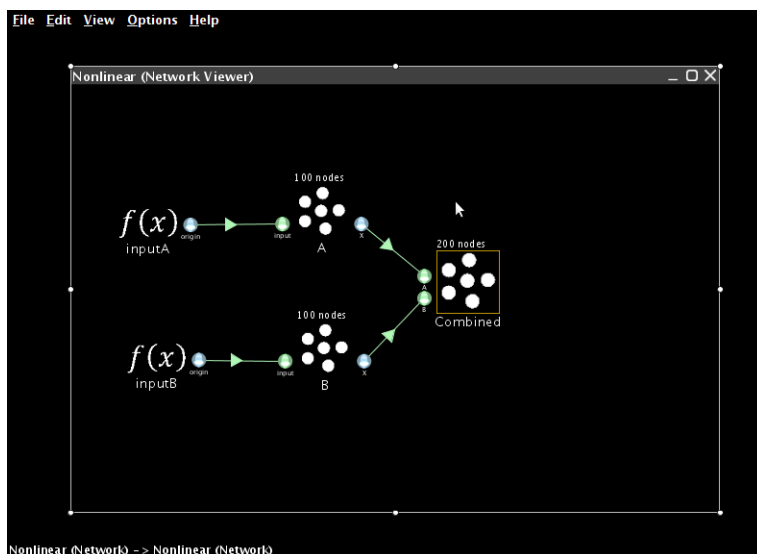 File Edit View Options Help
Nonlinear (Network Viewer)
100 nodes
f(x)
origin
input
X
inputA
A
200 nodes
A
B
Combined
100 nodes
f(x)
origin
input
X
inputB
B
Nonlinear (Network) -> Nonlinear (Network)